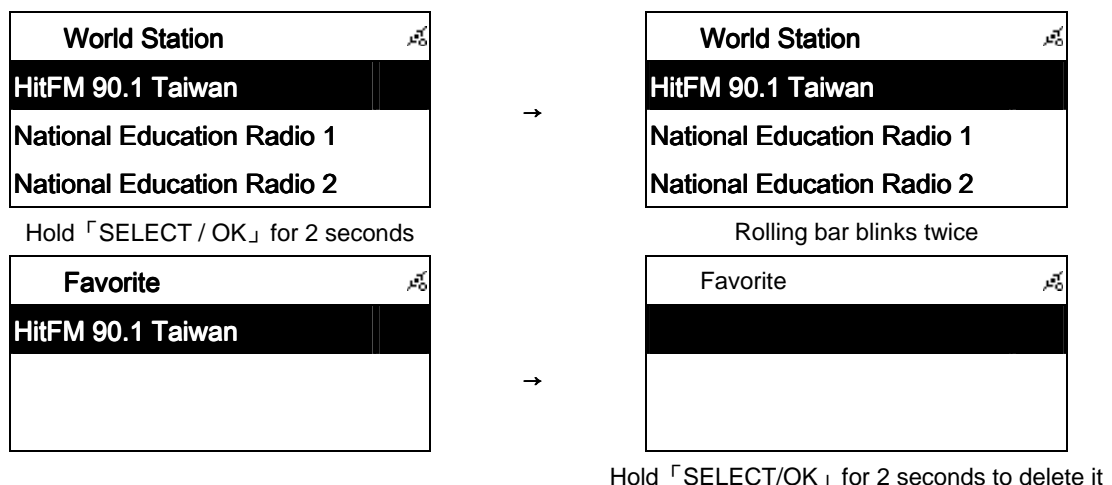 World Station
HitFM 90.1 Taiwan
National Education Radio 1
National Education Radio 2
Hold「SELECT / OK」for 2 seconds
→
World Station
HitFM 90.1 Taiwan
National Education Radio 1
National Education Radio 2
Rolling bar blinks twice
Favorite
HitFM 90.1 Taiwan
→
Favorite
Hold「SELECT/OK」for 2 seconds to delete it